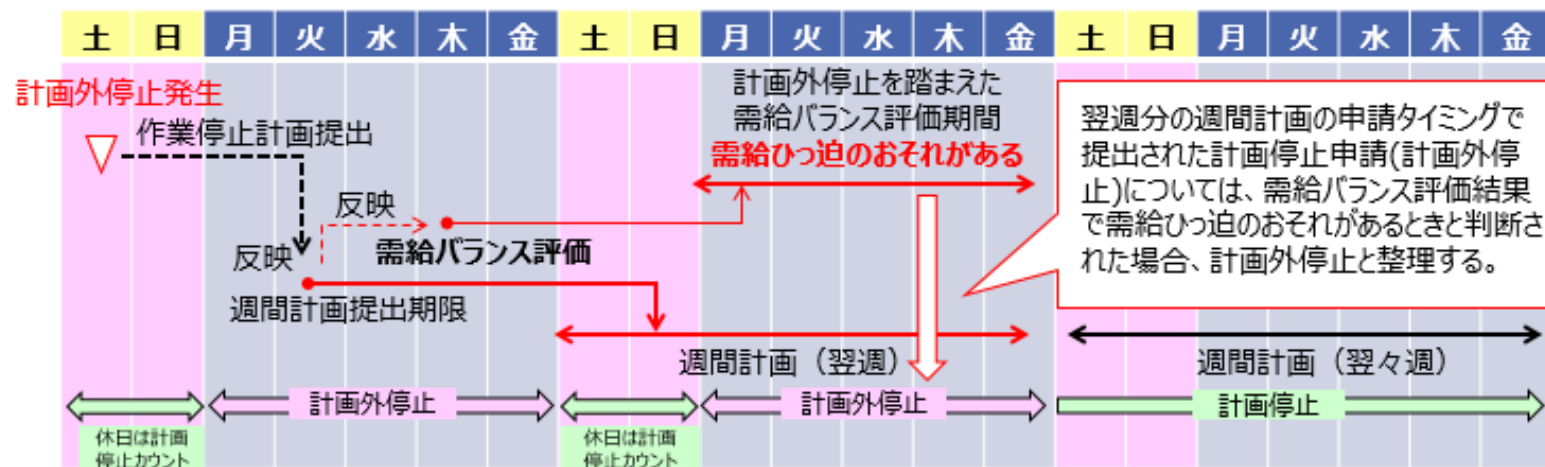 土 日 月 火 水 木 金 土 日 月 火 水 木 金 土 日 月 火 水 木 金
計画外停止発生
作業停止計画提出
反映
反映
需給バランス評価
週間計画提出期限
計画外停止を踏まえた
需給バランス評価期間
需給ひっ迫のおそれがある
翌週分の週間計画の申請タイミングで
提出された計画停止申請(計画外停
止)については、需給バランス評価結果
で需給ひっ迫のおそれがあるときと判断さ
れた場合、計画外停止と整理する。
週間計画（翌週）
週間計画（翌々週）
計画外停止
計画外停止
計画停止
休日は計画
停止カウント
休日は計画
停止カウント